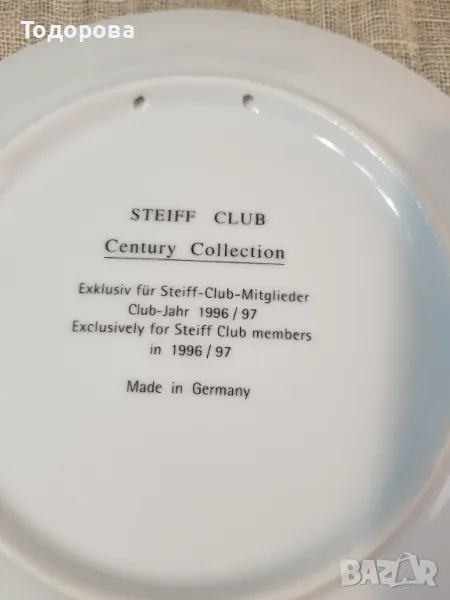 Тодорова
STEIFF CLUB
Century Collection
Exklusiv für Steiff-Club-Mitglieder
Club-Jahr 1996/97
Exclusively for Steiff Club members
in 1996/97
Made in Germany
BAZAR